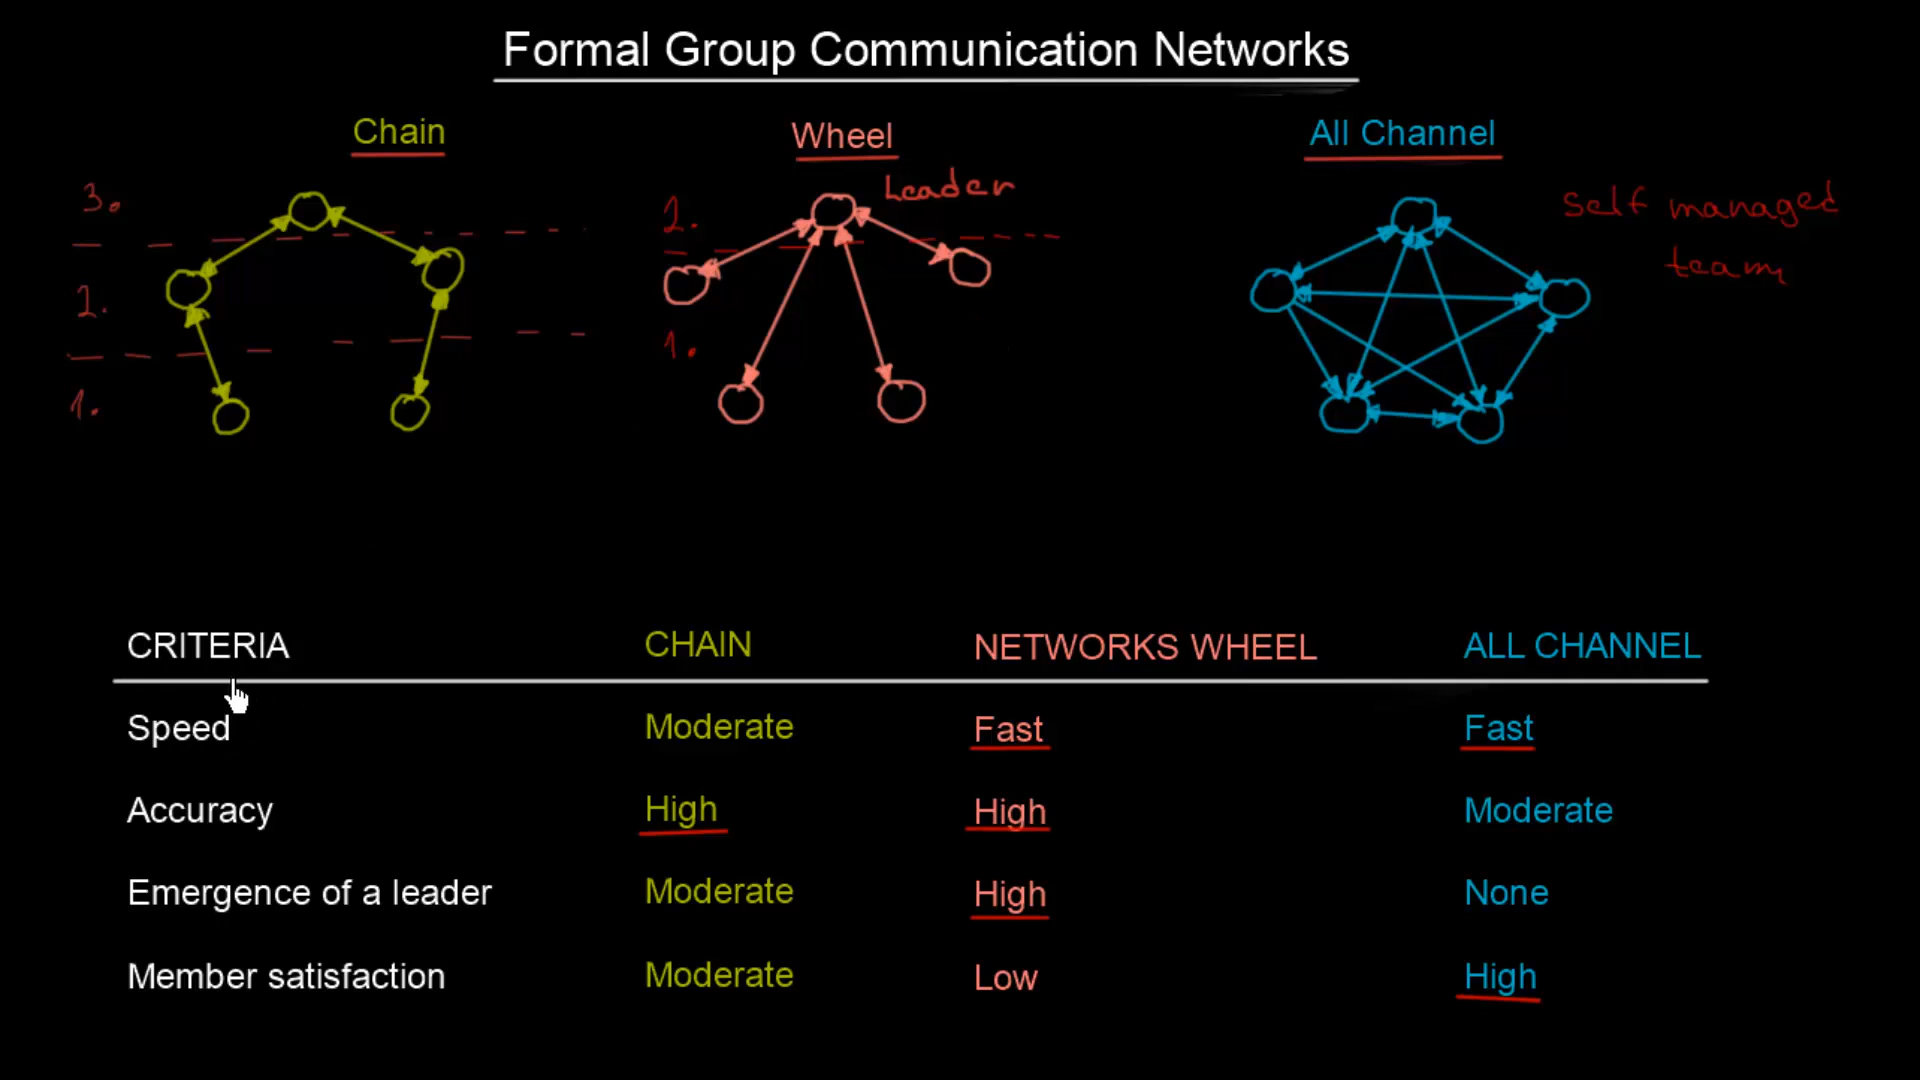 Formal Group Communication Networks
Chain
Wheel
All Channel
3.
2.
1.
Leader
2.
1.
Self managed
team
CRITERIA CHAIN NETWORKS WHEEL ALL CHANNEL
Speed Moderate Fast Fast
Accuracy High High Moderate
Emergence of a leader Moderate High None
Member satisfaction Moderate Low High